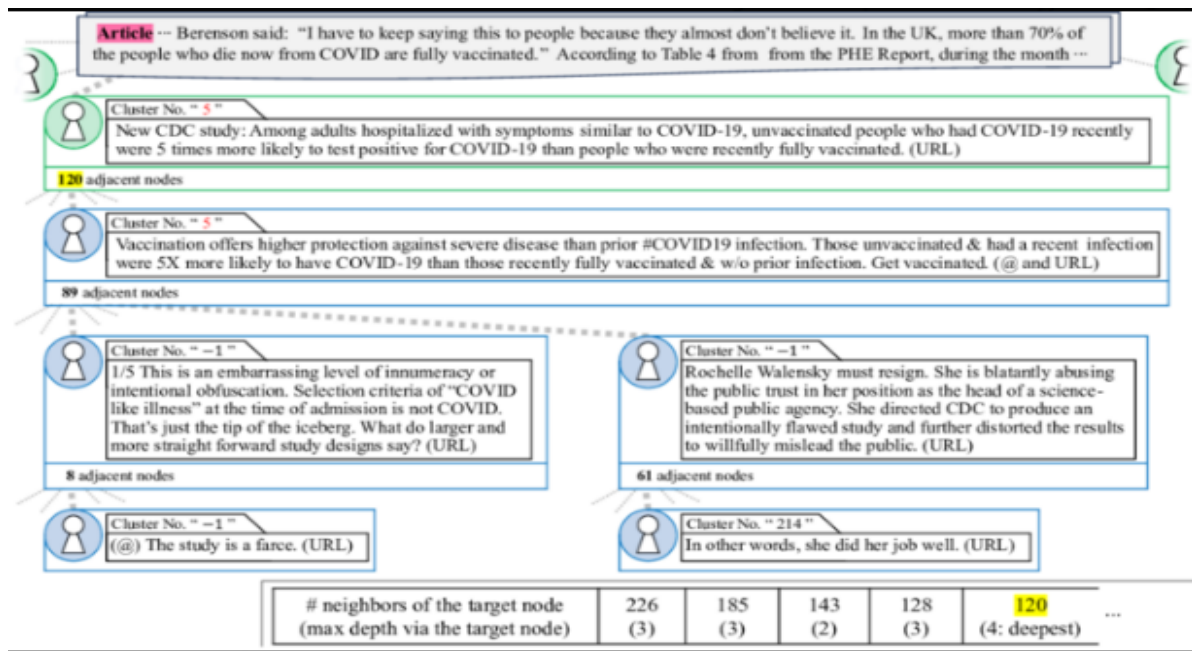 Article ··· Berenson said: “I have to keep saying this to people because they almost don’t believe it. In the UK, more than 70% of
the people who die now from COVID are fully vaccinated.” According to Table 4 from from the PHE Report, during the month ···
Cluster No. “ 5 ”
New CDC study: Among adults hospitalized with symptoms similar to COVID-19, unvaccinated people who had COVID-19 recently
were 5 times more likely to test positive for COVID-19 than people who were recently fully vaccinated. (URL)
120 adjacent nodes
Cluster No. “ 5 ”
Vaccination offers higher protection against severe disease than prior #COVID19 infection. Those unvaccinated & had a recent infection
were 5X more likely to have COVID-19 than those recently fully vaccinated & w/o prior infection. Get vaccinated. (@ and URL)
89 adjacent nodes
Cluster No. “ −1 ”
1/5 This is an embarrassing level of innumeracy or
intentional obfuscation. Selection criteria of “COVID
like illness” at the time of admission is not COVID.
That’s just the tip of the iceberg. What do larger and
more straight forward study designs say? (URL)
8 adjacent nodes
Cluster No. “ −1 ”
Rochelle Walensky must resign. She is blatantly abusing
the public trust in her position as the head of a science-
based public agency. She directed CDC to produce an
intentionally flawed study and further distorted the results
to willfully mislead the public. (URL)
61 adjacent nodes
Cluster No. “ −1 ”
(@) The study is a farce. (URL)
Cluster No. “ 214 ”
In other words, she did her job well. (URL)
# neighbors of the target node 226 185 143 128 120 ...
(max depth via the target node) (3) (3) (2) (3) (4: deepest)